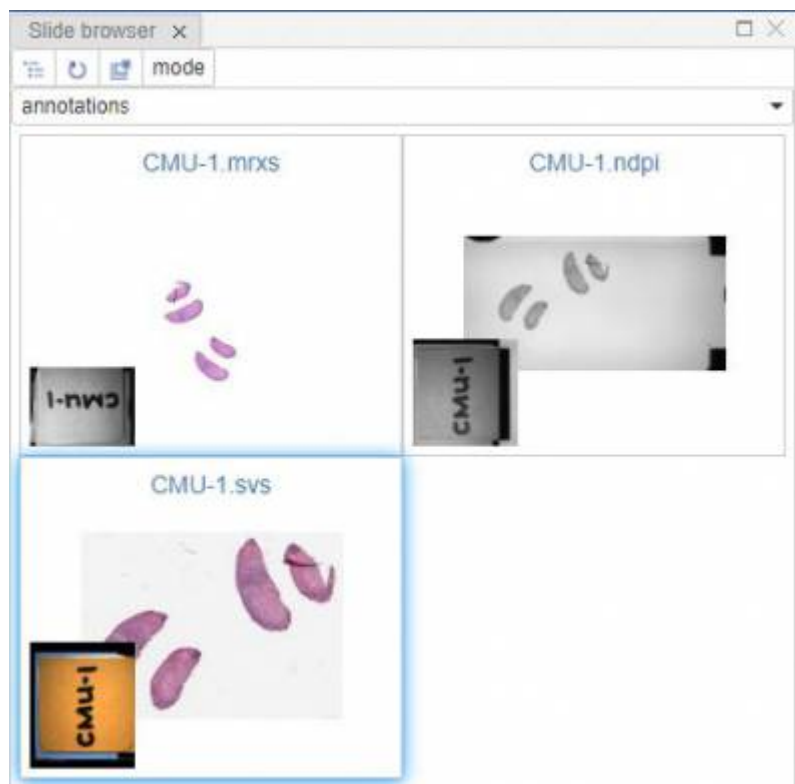 Slide browser x
mode
annotations
CMU-1.mrxs
CMU-1.ndpi
CMU-1
CMU-1
CMU-1.svs
CMU-1